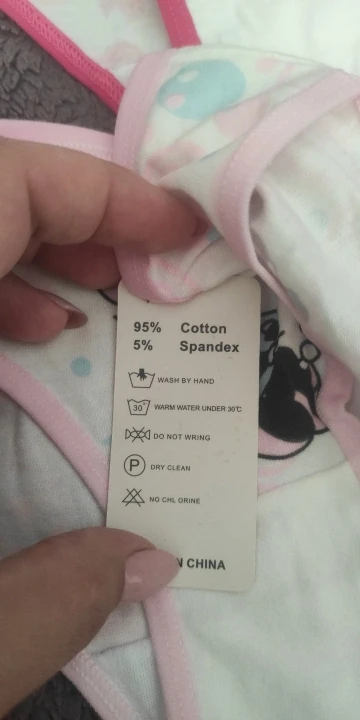 95% Cotton
5% Spandex
WASH BY HAND
30° WARM WATER UNDER 30℃
DO NOT WRING
P DRY CLEAN
NO CHL ORINE
N CHINA